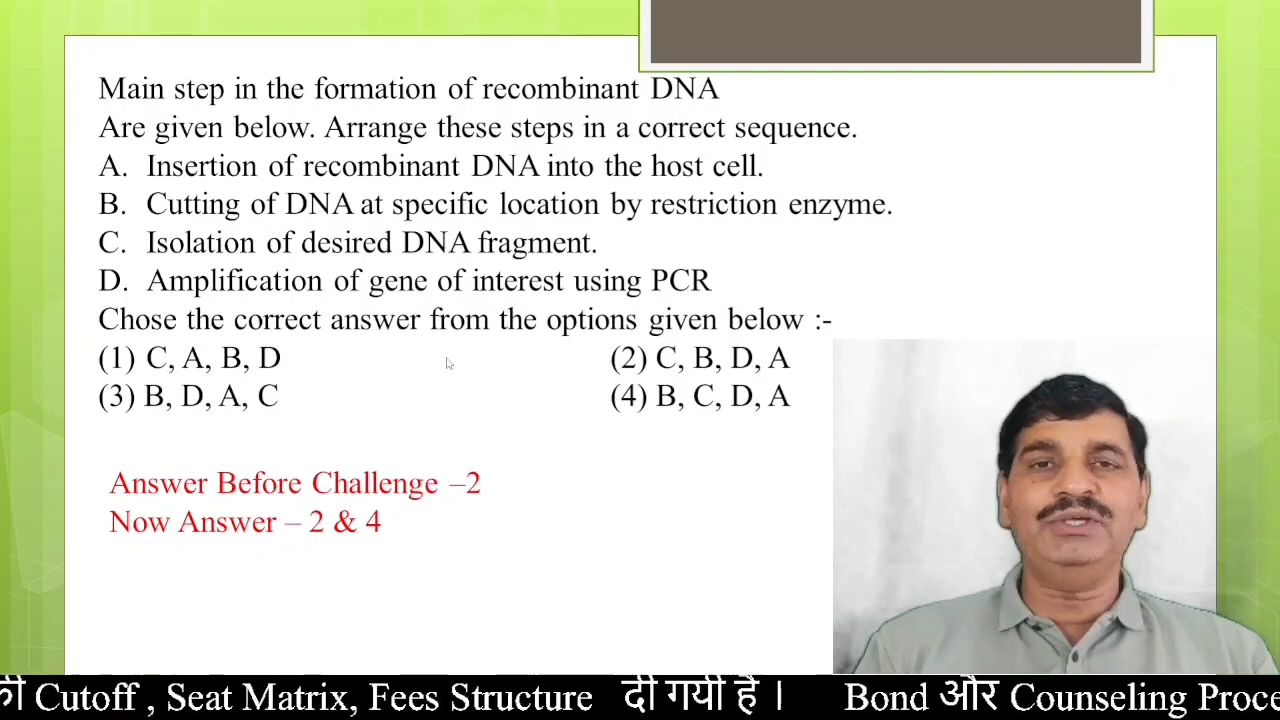 Main step in the formation of recombinant DNA
Are given below. Arrange these steps in a correct sequence.
A. Insertion of recombinant DNA into the host cell.
B. Cutting of DNA at specific location by restriction enzyme.
C. Isolation of desired DNA fragment.
D. Amplification of gene of interest using PCR
Chose the correct answer from the options given below :-
(1) C, A, B, D (2) C, B, D, A
(3) B, D, A, C (4) B, C, D, A
Answer Before Challenge –2
Now Answer – 2 & 4
की Cutoff , Seat Matrix, Fees Structure दी गयी है । Bond और Counseling